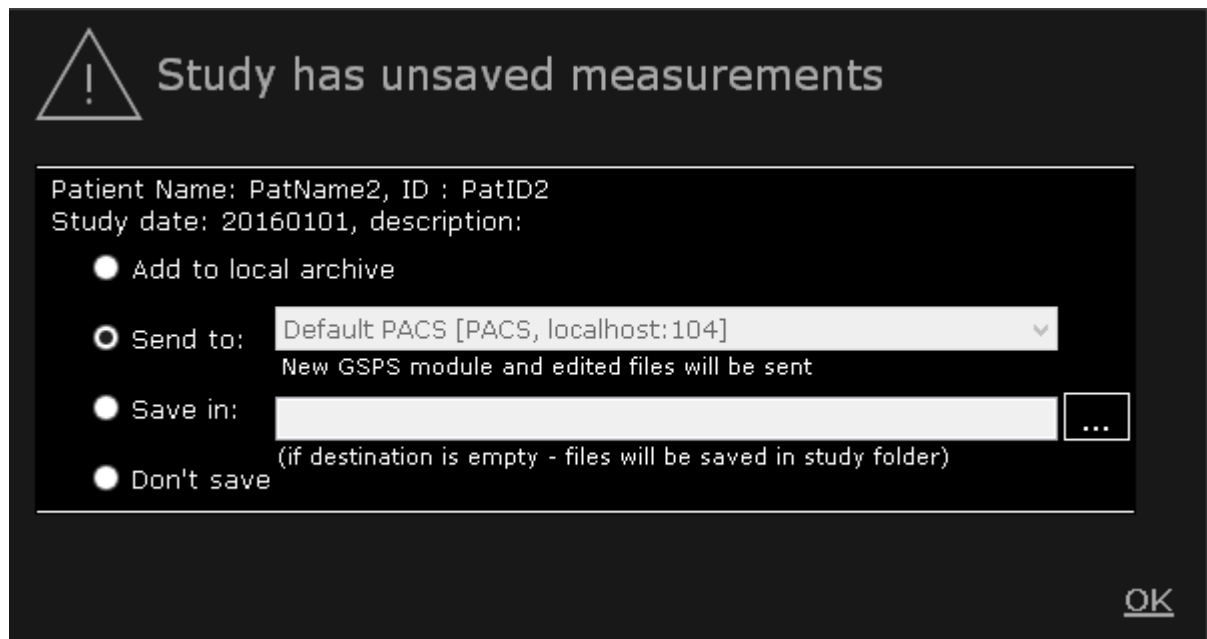 Study has unsaved measurements
Patient Name: PatName2, ID : PatID2
Study date: 20160101, description:
Add to local archive
Send to: Default PACS [PACS, localhost:104]
New GSPS module and edited files will be sent
Save in: ...
(if destination is empty - files will be saved in study folder)
Don't save
OK